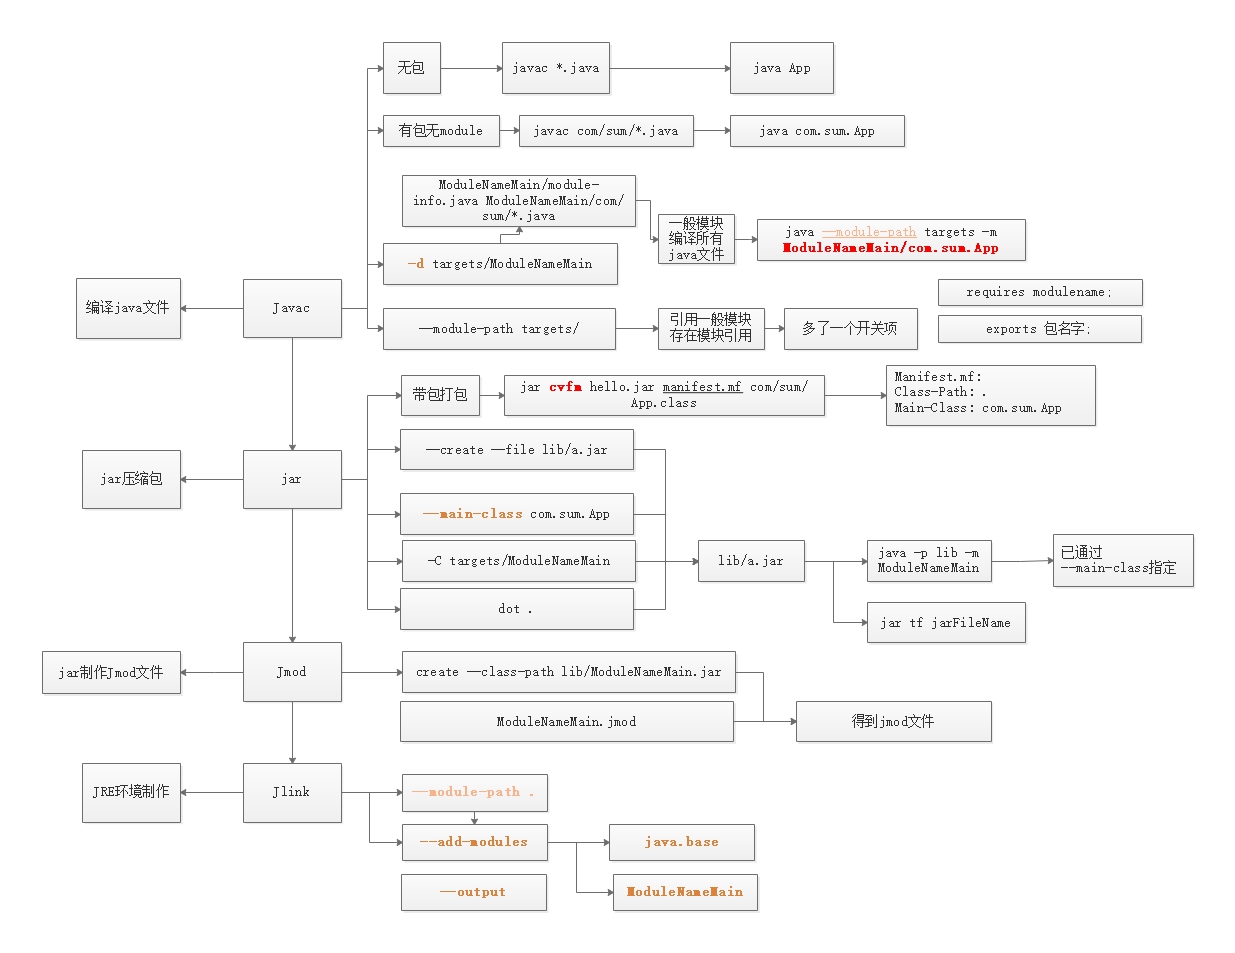 无包
javac *.java
java App
有包无module
javac com/sum/*.java
java com.sum.App
ModuleNameMain/module-
info.java ModuleNameMain/com/
sum/*.java
一般模块
编译所有
java文件
java --module-path targets -m
ModuleNameMain/com.sum.App
-d targets/ModuleNameMain
编译java文件
Javac
requires modulename;
--module-path targets/
引用一般模块
存在模块引用
多了一个开关项
exports 包名字;
带包打包
jar cvfm hello.jar manifest.mf com/sum/
App.class
Manifest.mf:
Class-Path: .
Main-Class: com.sum.App
--create --file lib/a.jar
jar压缩包
jar
--main-class com.sum.App
-C targets/ModuleNameMain
lib/a.jar
java -p lib -m
ModuleNameMain
已通过
--main-class指定
dot .
jar tf jarFileName
jar制作Jmod文件
Jmod
create --class-path lib/ModuleNameMain.jar
ModuleNameMain.jmod
得到jmod文件
JRE环境制作
Jlink
--module-path .
--add-modules
java.base
--output
ModuleNameMain